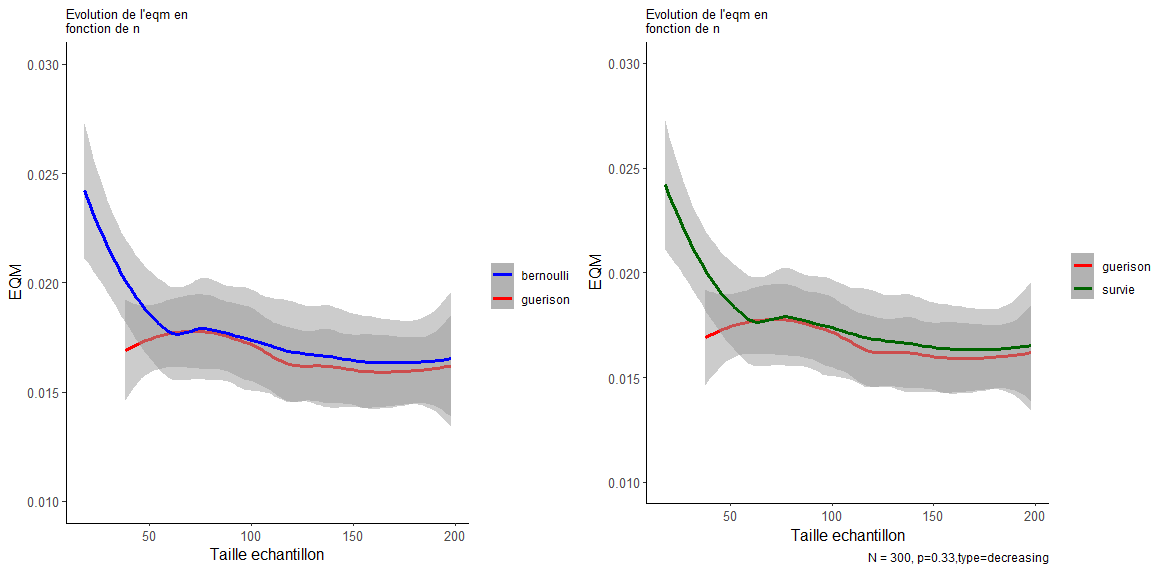 Evolution de l'eqm en
fonction de n
0.030
0.025
0.020
0.015
0.010
EQM
50
100
150
200
Taille echantillon
bernoulli
guerison
Evolution de l'eqm en
fonction de n
0.030
0.025
0.020
0.015
0.010
EQM
50
100
150
200
Taille echantillon
guerison
survie
N = 300, p=0.33,type=decreasing